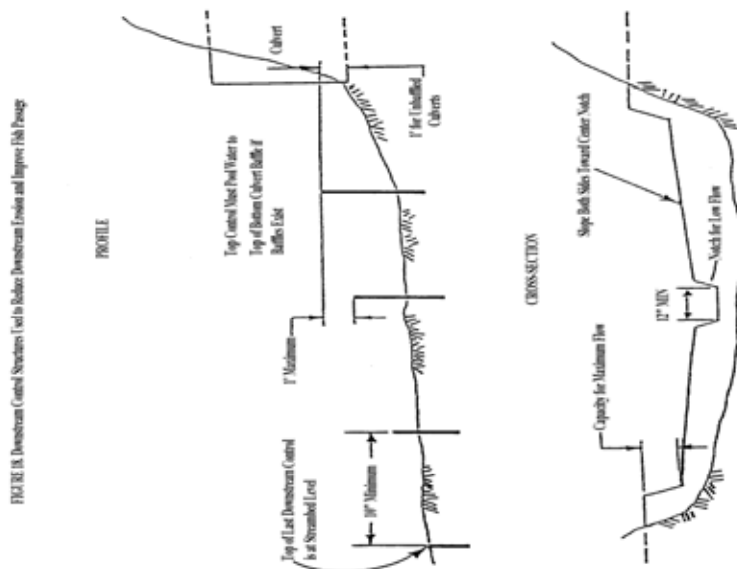 FIGURE IX. Downstream Control Structures Used to Reduce Downstream Erosion and Improve Fish Passage
PROFILE
Culvert
Top Control Must Pool Water to
Top of Bottom Culvert Baffle if
Baffles Exist
1' for Unbaffled
Culverts
1' Maximum
Top of Last Downstream Control
is at Streambed Level
10" Minimum
CROSS-SECTION
Slope Both Sides Toward Center Notch
Capacity for Maximum Flow
12" MIN
Notch for Low Flow